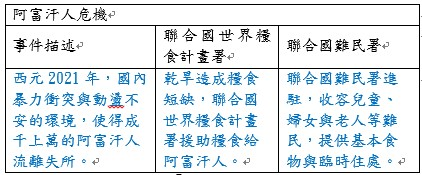 阿富汗人危機
事件描述
聯合國世界糧
食計畫署
聯合國難民署
西元 2021 年，國內
暴力衝突與動盪不
安的環境，使得成
千上萬的阿富汗人
流離失所。
乾旱造成糧食
短缺，聯合國
世界糧食計畫
署援助糧食給
阿富汗人。
聯合國難民署進
駐，收容兒童、
婦女與老人等難
民，提供基本食
物與臨時住處。